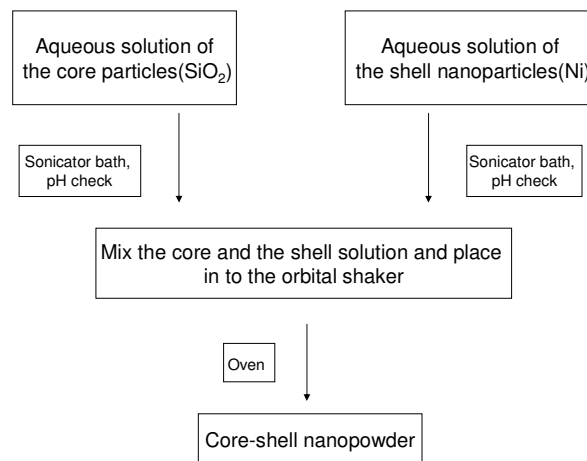 Aqueous solution of
the core particles(SiO₂)
Aqueous solution of
the shell nanoparticles(Ni)
Sonicator bath,
pH check
Sonicator bath,
pH check
Mix the core and the shell solution and place
in to the orbital shaker
Oven
Core-shell nanopowder